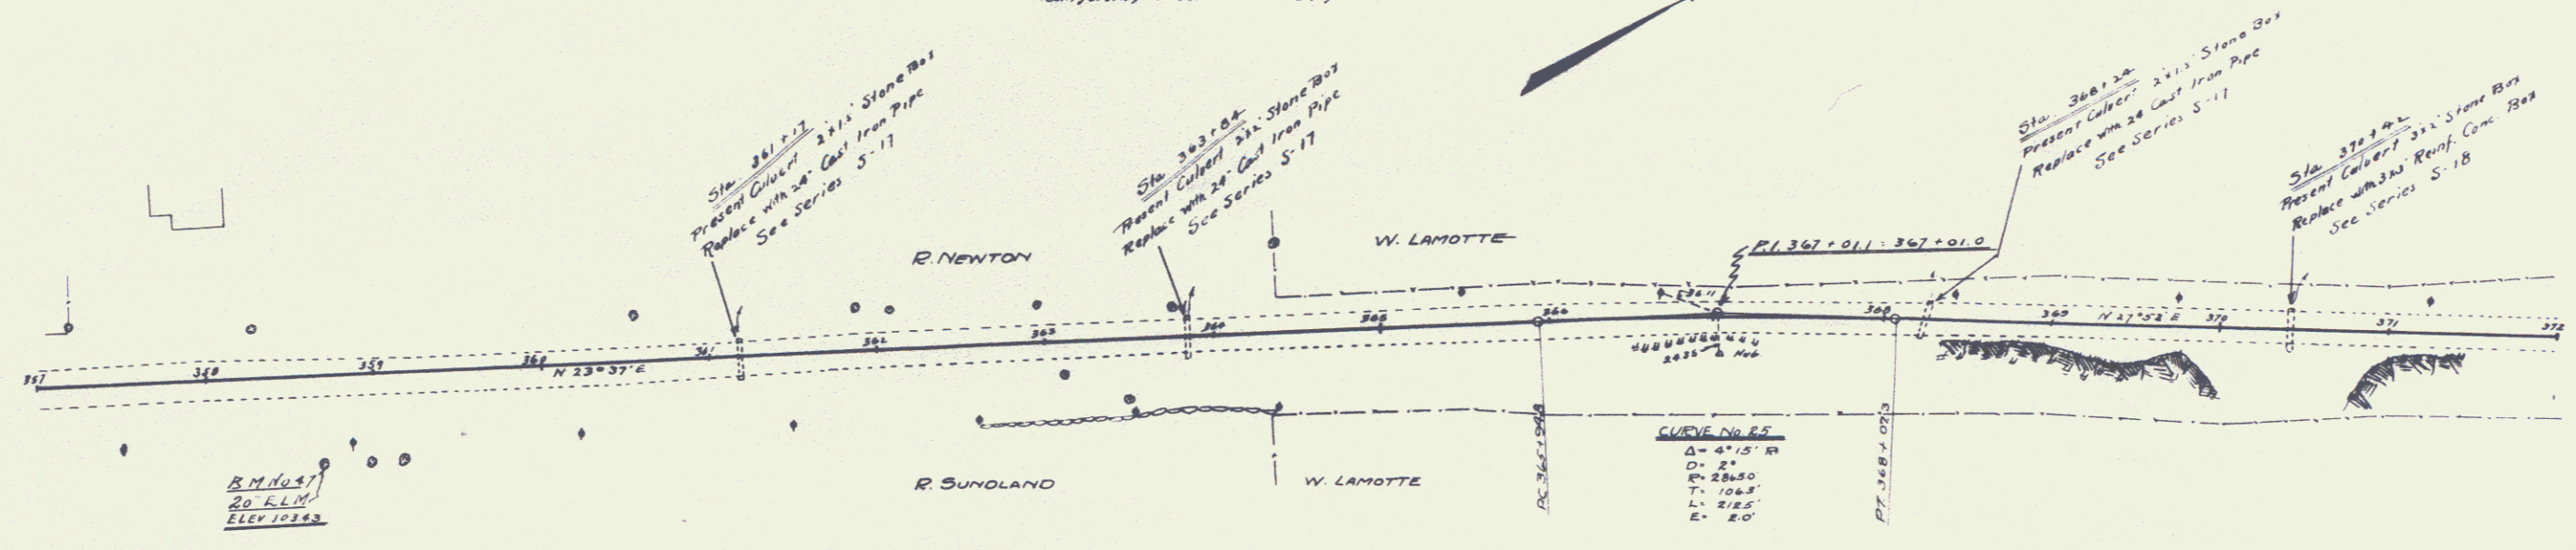 Sta. 361+17
Present Culvert 2'x1.5' Stone Box
Replace with 24" Cast Iron Pipe
See Series S-17
Sta 363+84
Present Culvert 2'x2' Stone Box
Replace with 24" Cast Iron Pipe
See Series S-17
Sta. 368+24
Present Culvert 2'x1.5' Stone Box
Replace with 24" Cast Iron Pipe
See Series S-17
Sta. 370+42
Present Culvert 3'x2' Stone Box
Replace with 3'x3' Reinf. Conc. Box
See Series S-18
R. NEWTON
W. LAMOTTE
P.I. 367+01.1 = 367+01.0
357 358 359 360 361 362 363 364 365 366 368 369 370 371 372
N 23°37' E
N 27°52' E
Hub
B M No 47
20" ELM
ELEV 103.43
R. SUNDLAND
W. LAMOTTE
PC 365+94.8
PT 368+07.3
CURVE No. 25
Δ= 4°15' R
D= 2°
R= 2865.0'
T= 106.3'
L= 212.5'
E= 2.0'